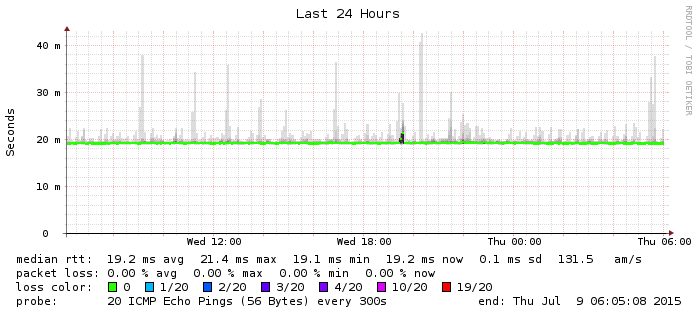 Last 24 Hours
RRDTOOL / TOBI OETIKER
Seconds
40 m
30 m
20 m
10 m
0
Wed 12:00 Wed 18:00 Thu 00:00 Thu 06:00
median rtt: 19.2 ms avg 21.4 ms max 19.1 ms min 19.2 ms now 0.1 ms sd 131.5 am/s
packet loss: 0.00 % avg 0.00 % max 0.00 % min 0.00 % now
loss color: 0 1/20 2/20 3/20 4/20 10/20 19/20
probe: 20 ICMP Echo Pings (56 Bytes) every 300s end: Thu Jul 9 06:05:08 2015